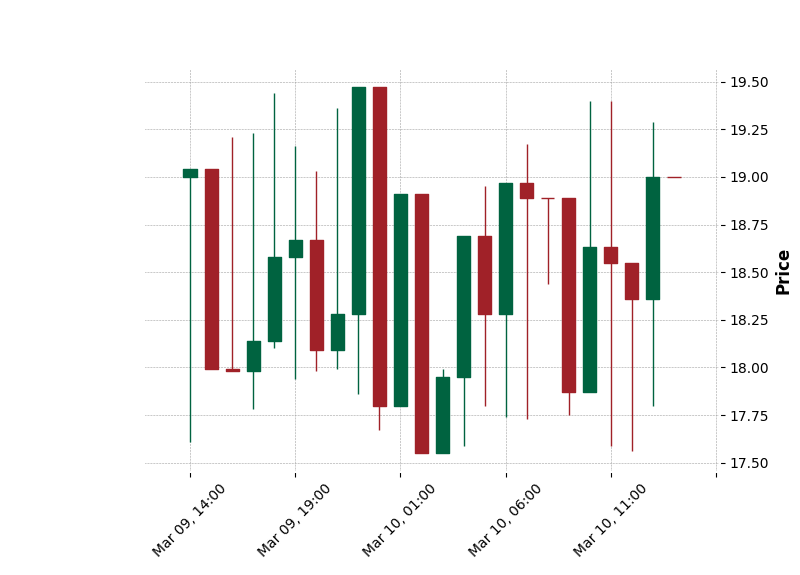 19.50
19.25
19.00
18.75
18.50
18.25
18.00
17.75
17.50
Price
Mar 09, 14:00
Mar 09, 19:00
Mar 10, 01:00
Mar 10, 06:00
Mar 10, 11:00